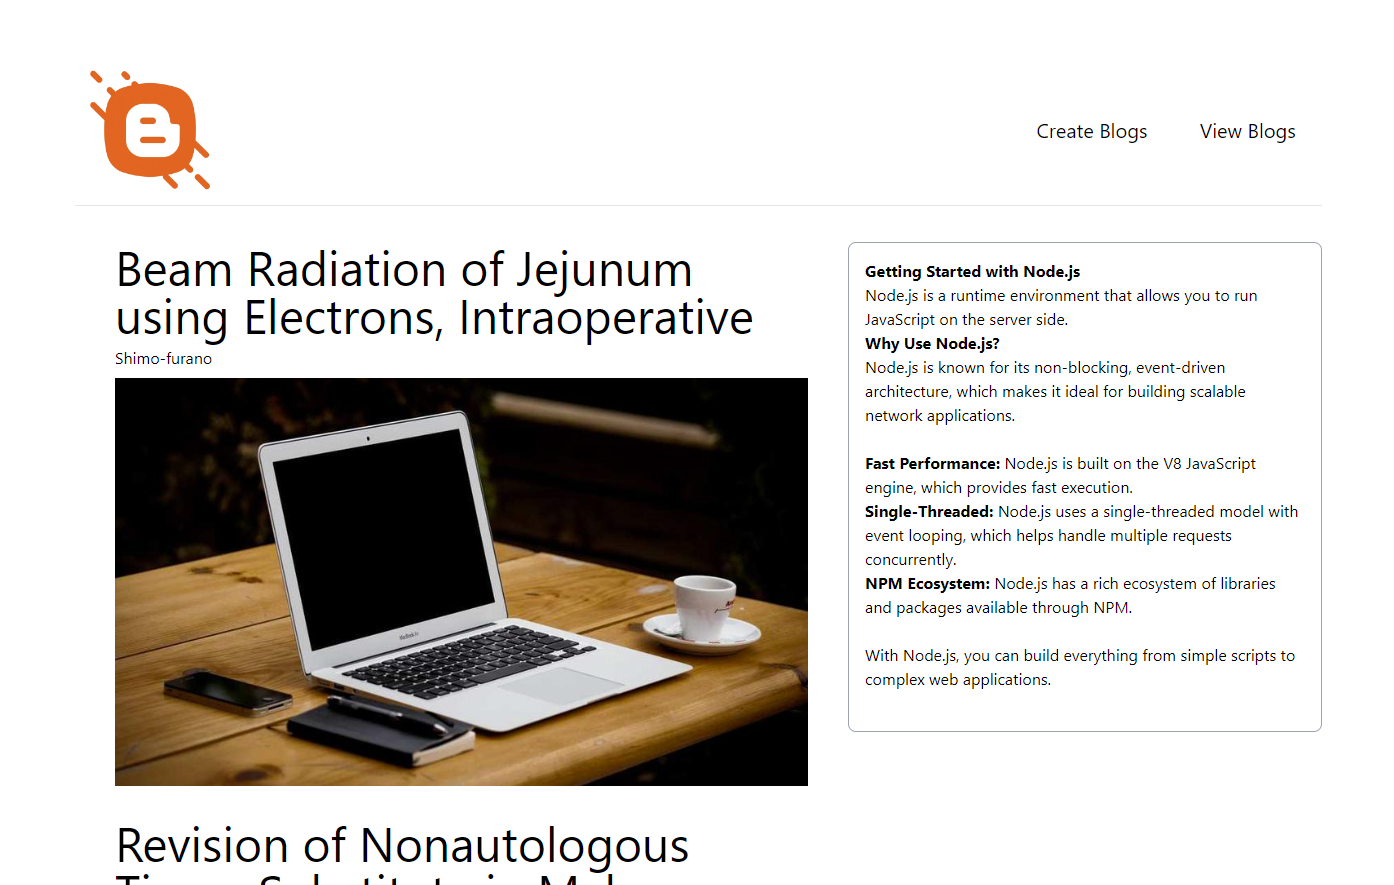 Create Blogs
View Blogs
Beam Radiation of Jejunum
using Electrons, Intraoperative
Shimo-furano
MacBook Air
Revision of Nonautologous
Getting Started with Node.js
Node.js is a runtime environment that allows you to run
JavaScript on the server side.
Why Use Node.js?
Node.js is known for its non-blocking, event-driven
architecture, which makes it ideal for building scalable
network applications.
Fast Performance: Node.js is built on the V8 JavaScript
engine, which provides fast execution.
Single-Threaded: Node.js uses a single-threaded model with
event looping, which helps handle multiple requests
concurrently.
NPM Ecosystem: Node.js has a rich ecosystem of libraries
and packages available through NPM.
With Node.js, you can build everything from simple scripts to
complex web applications.